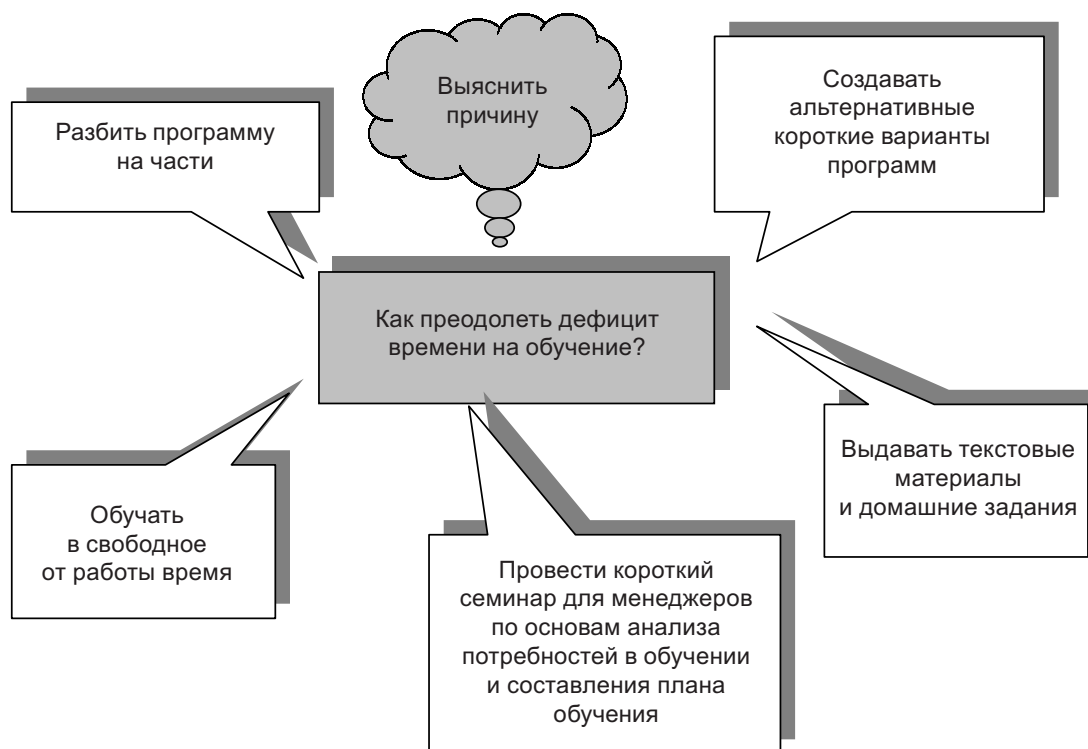 Выяснить
причину
Разбить программу
на части
Создавать
альтернативные
короткие варианты
программ
Как преодолеть дефицит
времени на обучение?
Обучать
в свободное
от работы время
Провести короткий
семинар для менеджеров
по основам анализа
потребностей в обучении
и составления плана
обучения
Выдавать текстовые
материалы
и домашние задания